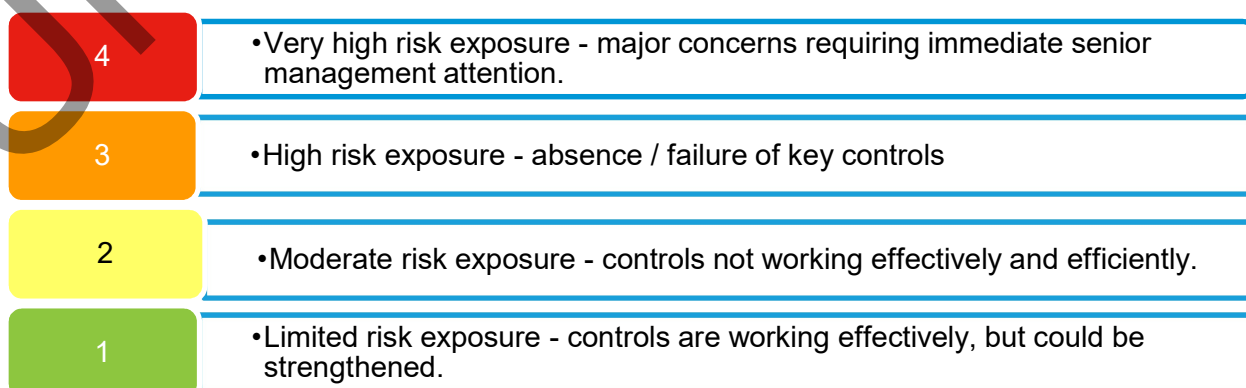 4
•Very high risk exposure - major concerns requiring immediate senior
management attention.
3
•High risk exposure - absence / failure of key controls
2
•Moderate risk exposure - controls not working effectively and efficiently.
1
•Limited risk exposure - controls are working effectively, but could be
strengthened.